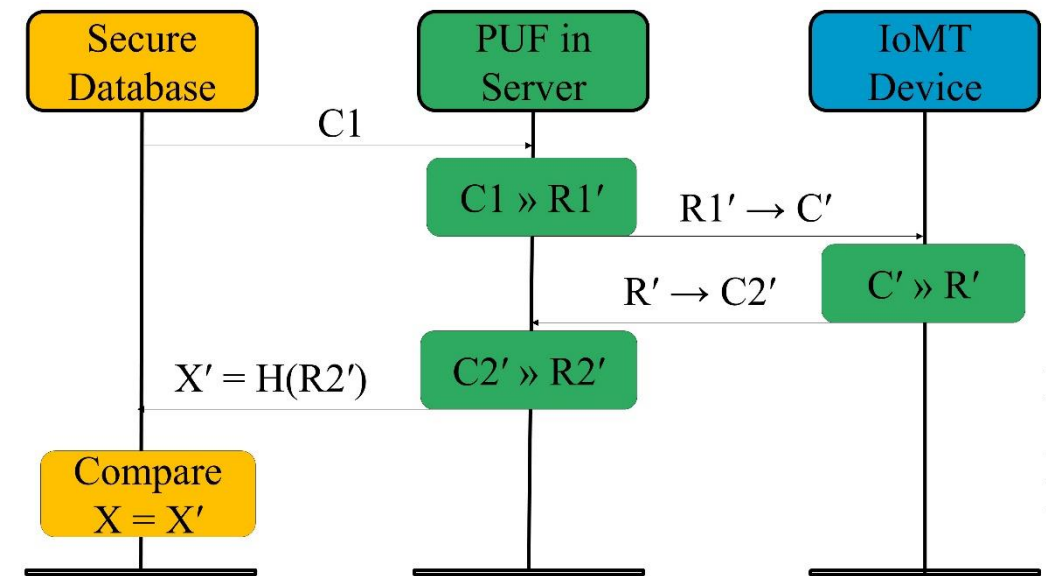 Secure
Database
PUF in
Server
IoMT
Device
C1
C1 » R1′
R1′ → C′
C′ » R′
R′ → C2′
C2′ » R2′
X′ = H(R2′)
Compare
X = X′